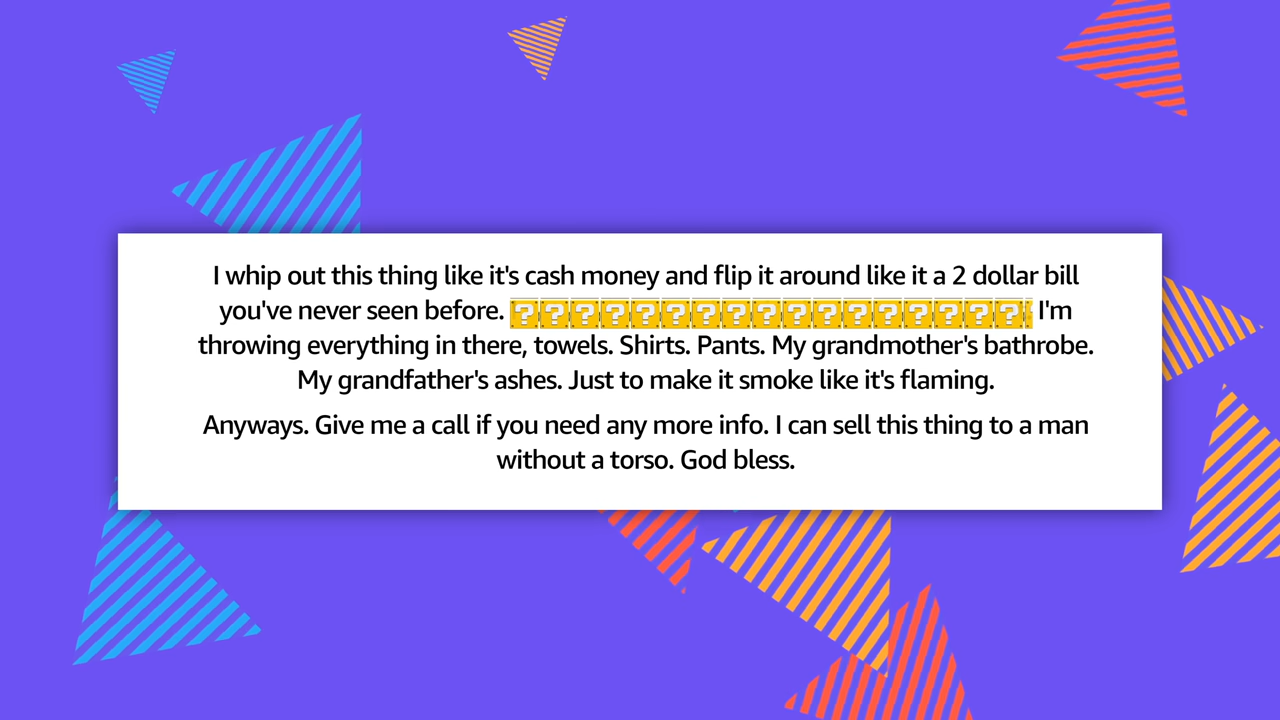 I whip out this thing like it's cash money and flip it around like it a 2 dollar bill
you've never seen before. ????????????????? I'm
throwing everything in there, towels. Shirts. Pants. My grandmother's bathrobe.
My grandfather's ashes. Just to make it smoke like it's flaming.
Anyways. Give me a call if you need any more info. I can sell this thing to a man
without a torso. God bless.